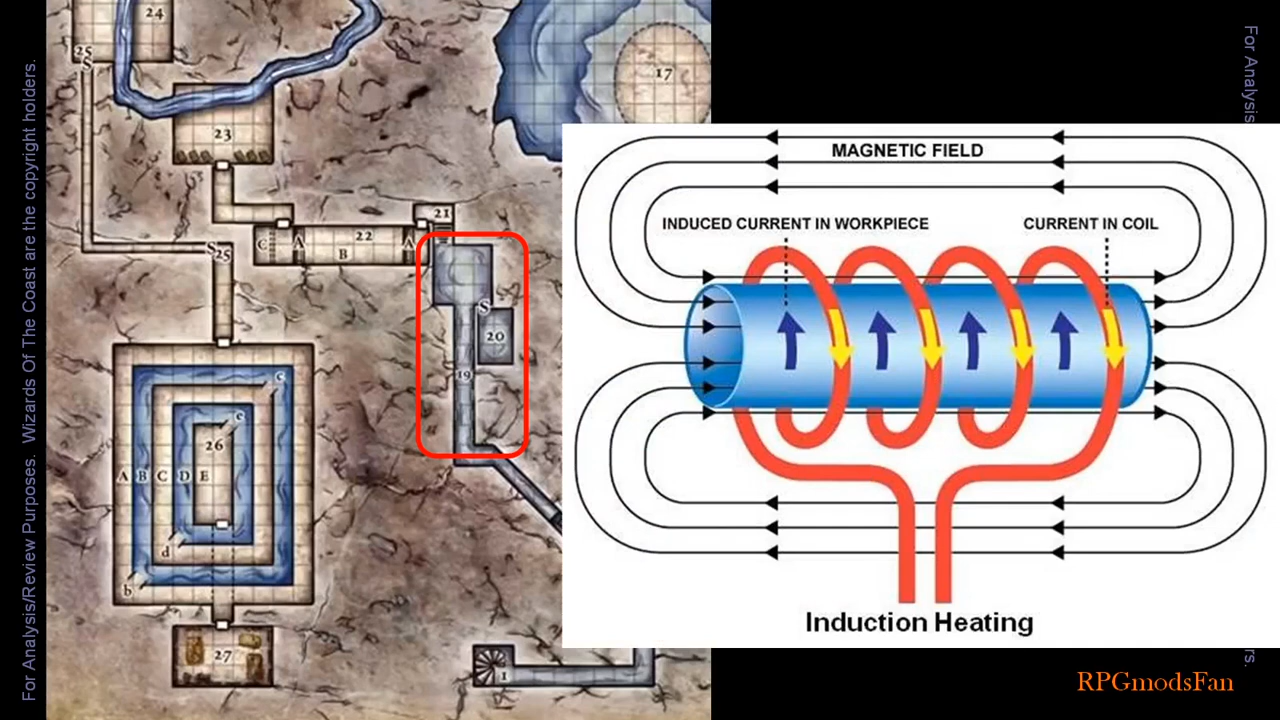 For Analysis/Review Purposes. Wizards Of The Coast are the copyright holders.
24
25
S
23
17
21
C
A
B
22
A
S
25
S
20
19
c
e
26
A
B
C
D
E
d
b
27
1
MAGNETIC FIELD
INDUCED CURRENT IN WORKPIECE
CURRENT IN COIL
Induction Heating
For Analysis
rs.
RPGmodsFan